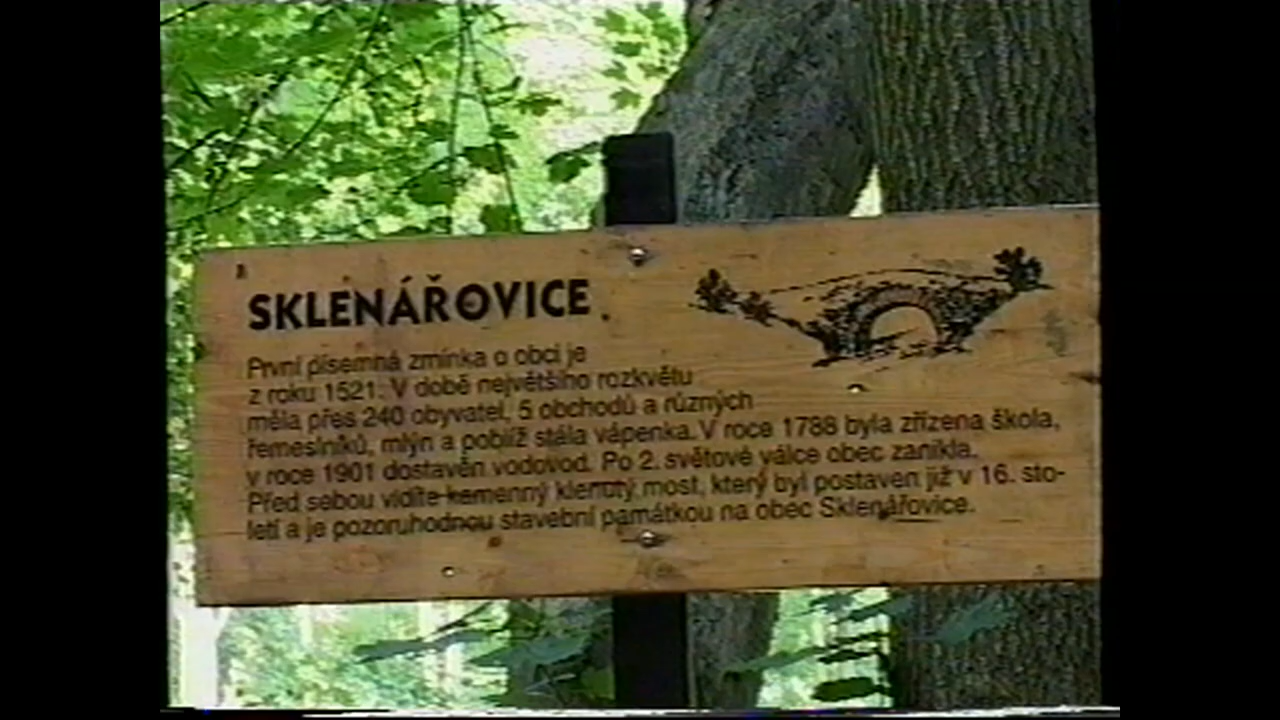 SKLENÁŘOVICE
První písemná zmínka o obci je
z roku 1521. V době největšího rozkvětu
měla přes 240 obyvatel, 5 obchodů a různých
řemeslníků, mlýn a poblíž stála vápenka. V roce 1788 byla zřízena škola,
v roce 1901 dostavěn vodovod. Po 2. světové válce obec zanikla.
Před sebou vidíte kamenný klenutý most, který byl postaven již v 16. sto-
letí a je pozoruhodnou stavební památkou na obec Sklenářovice.